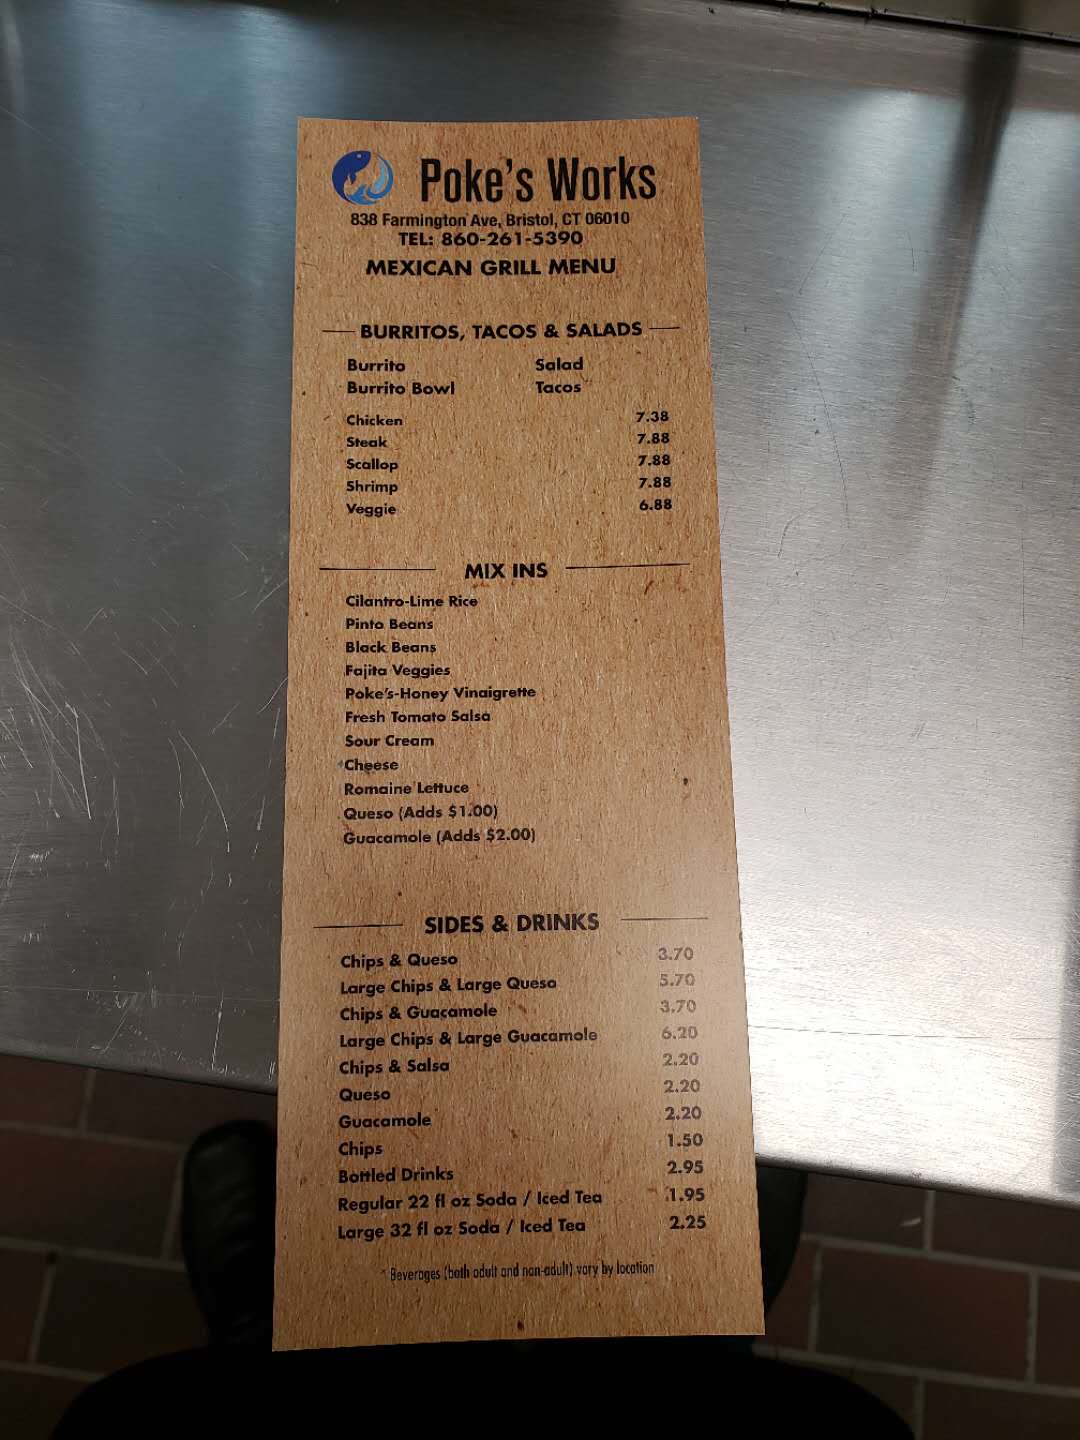 Poke's Works
838 Farmington Ave, Bristol, CT 06010
TEL: 860-261-5390
MEXICAN GRILL MENU
BURRITOS, TACOS & SALADS
Burrito Salad
Burrito Bowl Tacos
Chicken 7.38
Steak 7.88
Scallop 7.88
Shrimp 7.88
Veggie 6.88
MIX INS
Cilantro-Lime Rice
Pinto Beans
Black Beans
Fajita Veggies
Poke's-Honey Vinaigrette
Fresh Tomato Salsa
Sour Cream
Cheese
Romaine Lettuce
Queso (Adds $1.00)
Guacamole (Adds $2.00)
SIDES & DRINKS
Chips & Queso 3.70
Large Chips & Large Queso 5.70
Chips & Guacamole 3.70
Large Chips & Large Guacamole 6.20
Chips & Salsa 2.20
Queso 2.20
Guacamole 2.20
Chips 1.50
Bottled Drinks 2.95
Regular 22 fl oz Soda / Iced Tea 1.95
Large 32 fl oz Soda / Iced Tea 2.25
Beverages (both adult and non-adult) vary by location